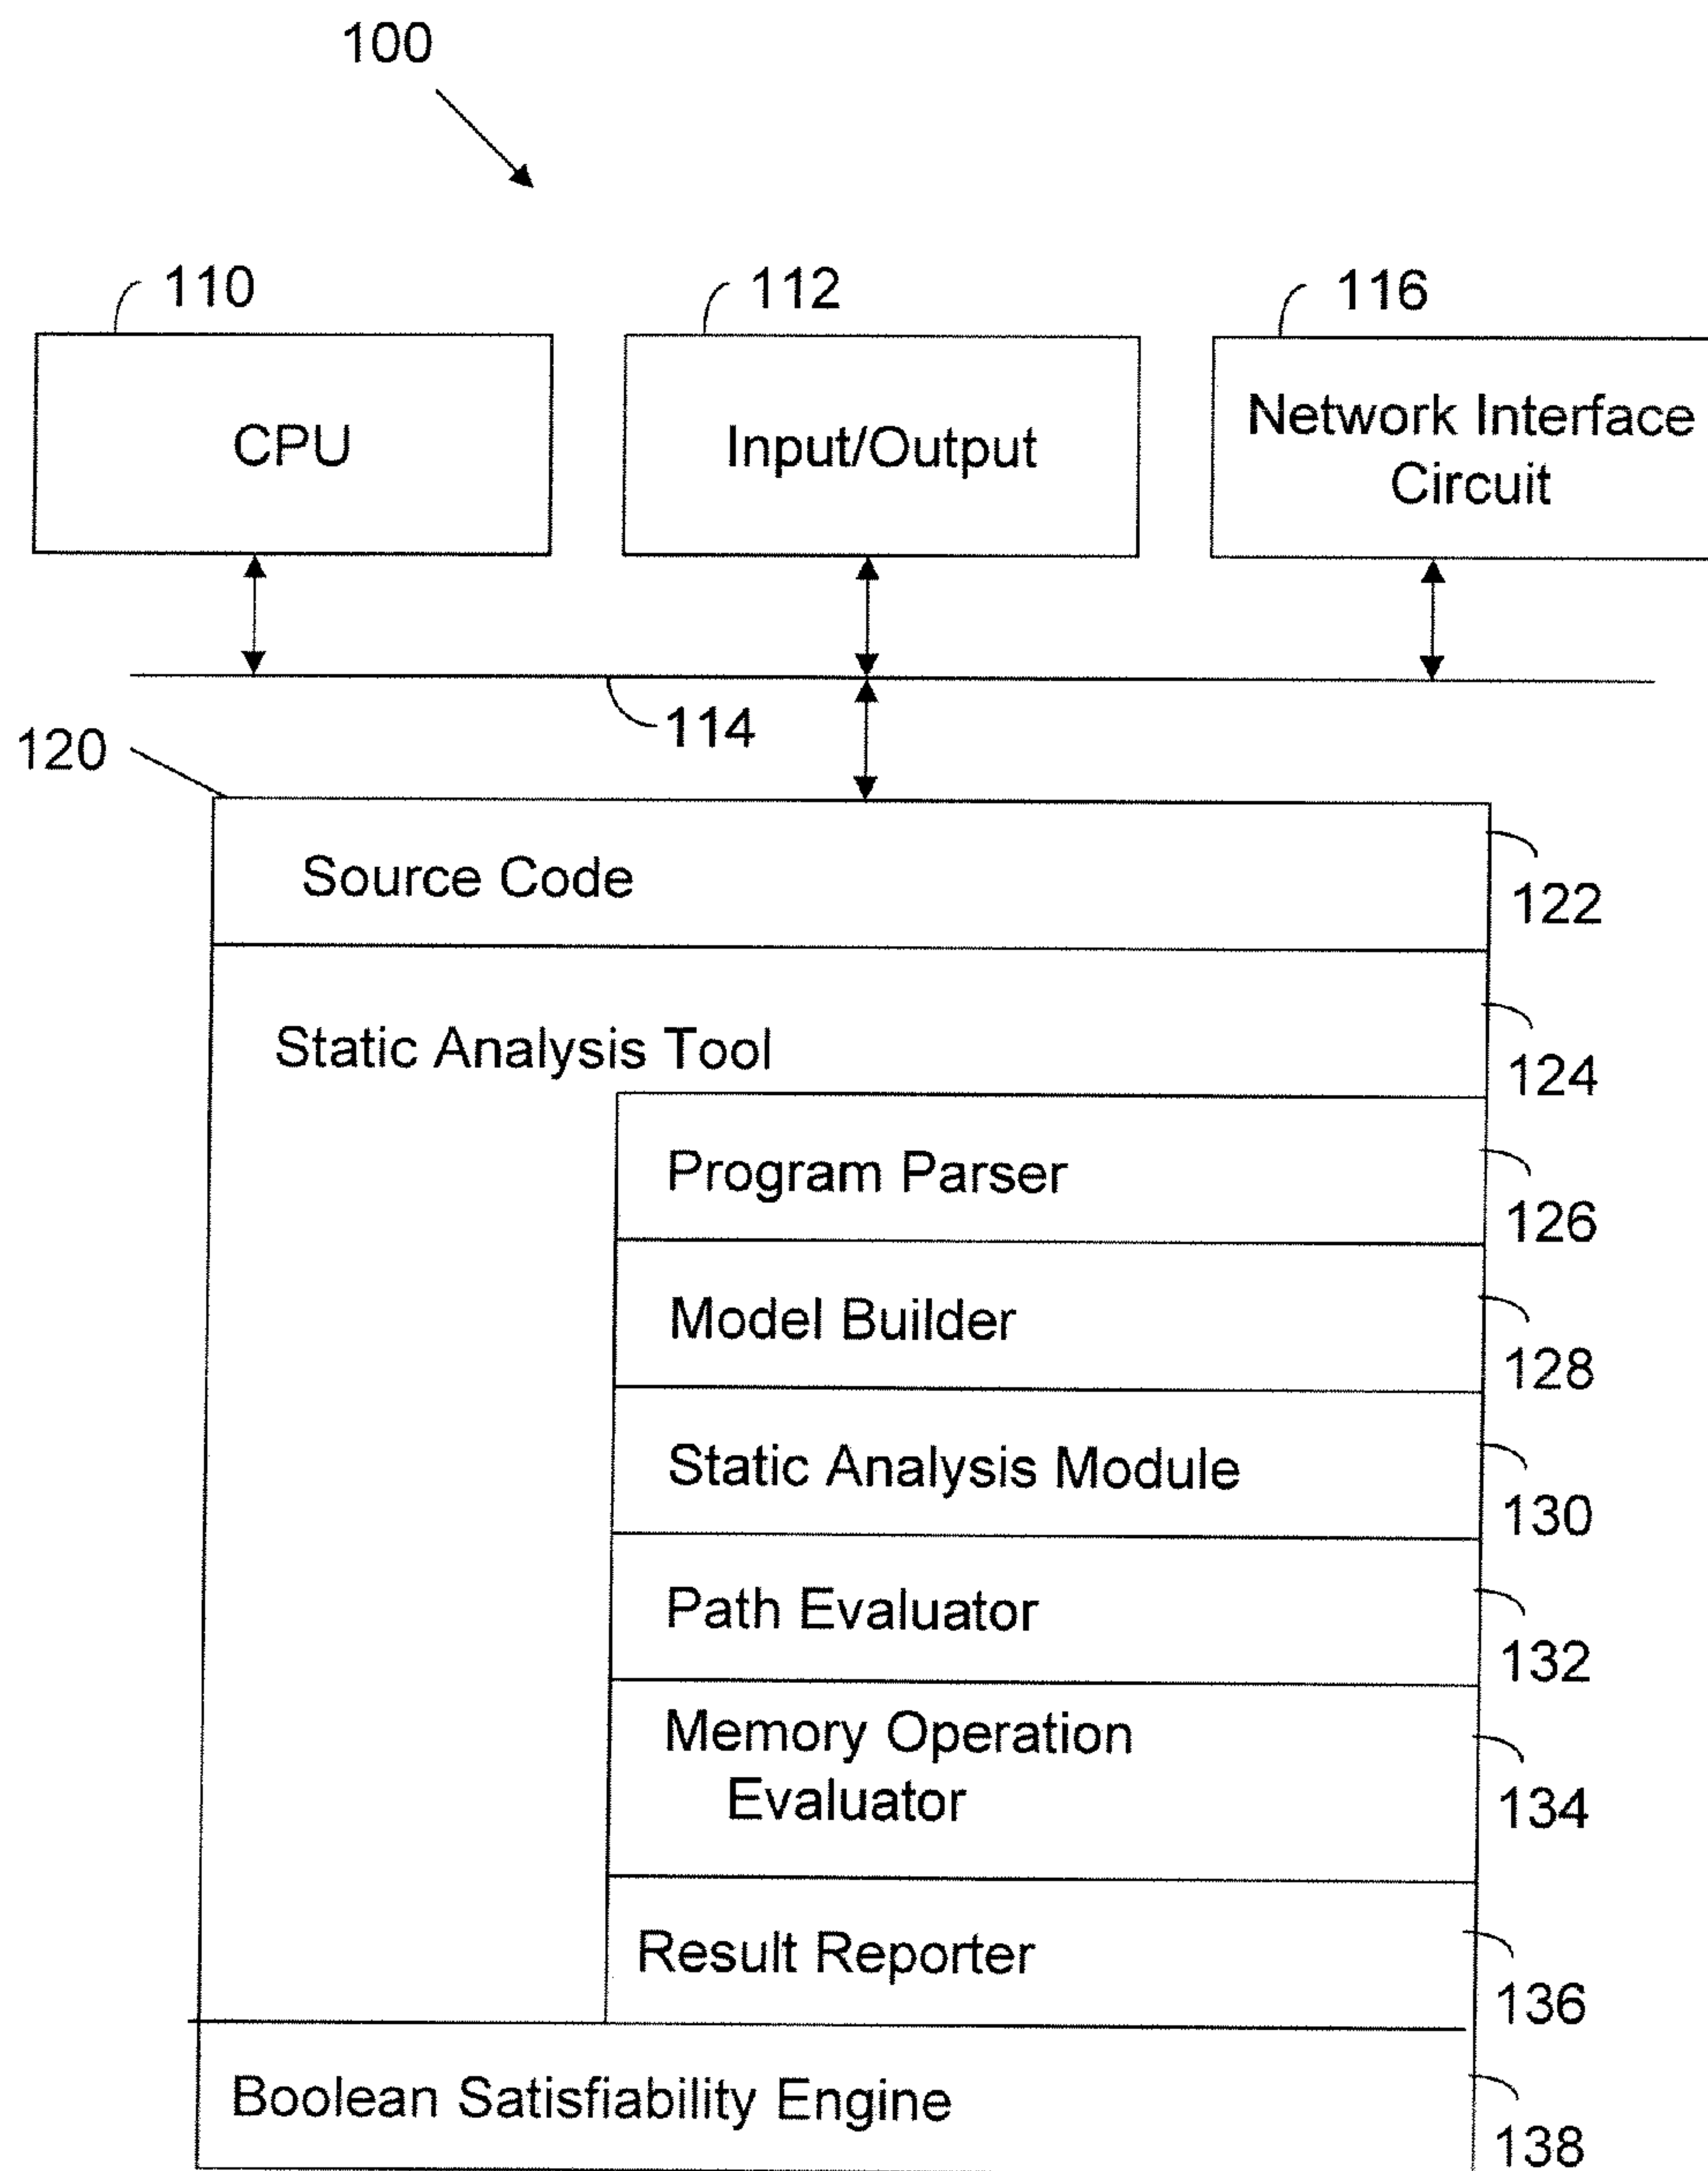 100
110
112
116
CPU
Input/Output
Network Interface
Circuit
114
120
Source Code
122
Static Analysis Tool
124
Program Parser
126
Model Builder
128
Static Analysis Module
130
Path Evaluator
132
Memory Operation
Evaluator
134
Result Reporter
136
Boolean Satisfiability Engine
138